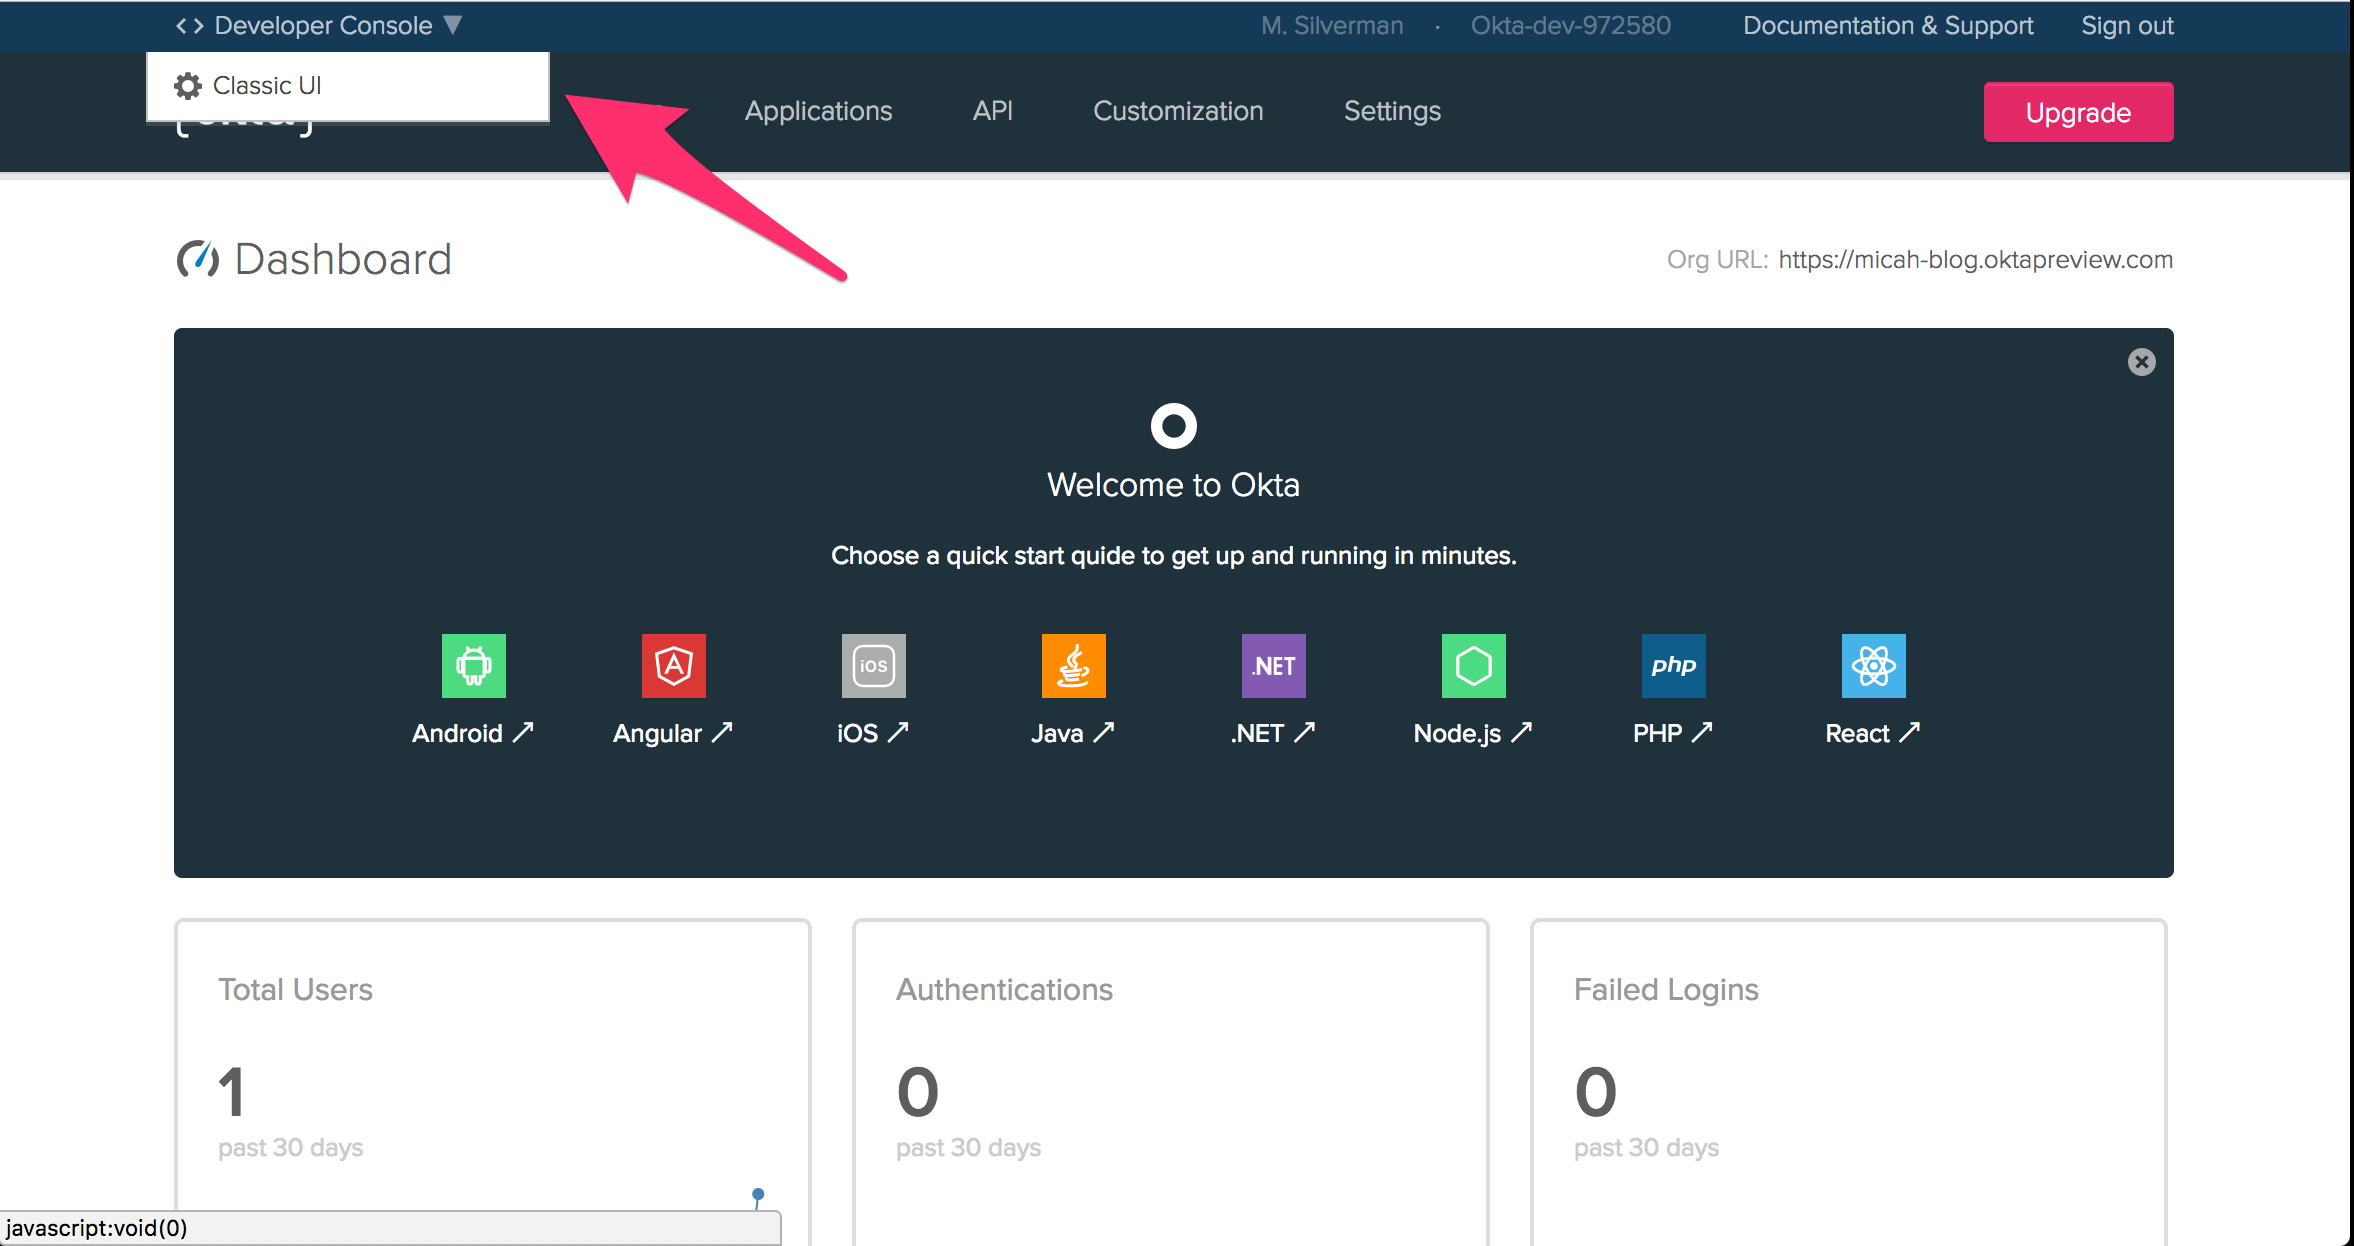 <> Developer Console ▼
M. Silverman · Okta-dev-972580 Documentation & Support Sign out
Classic UI
Applications API Customization Settings
Upgrade
Dashboard
Org URL: https://micah-blog.oktapreview.com
Welcome to Okta
Choose a quick start quide to get up and running in minutes.
iOS .NET php
Android ↗ Angular ↗ iOS ↗ Java ↗ .NET ↗ Node.js ↗ PHP ↗ React ↗
Total Users Authentications Failed Logins
1 0 0
past 30 days past 30 days past 30 days
javascript:void(0)